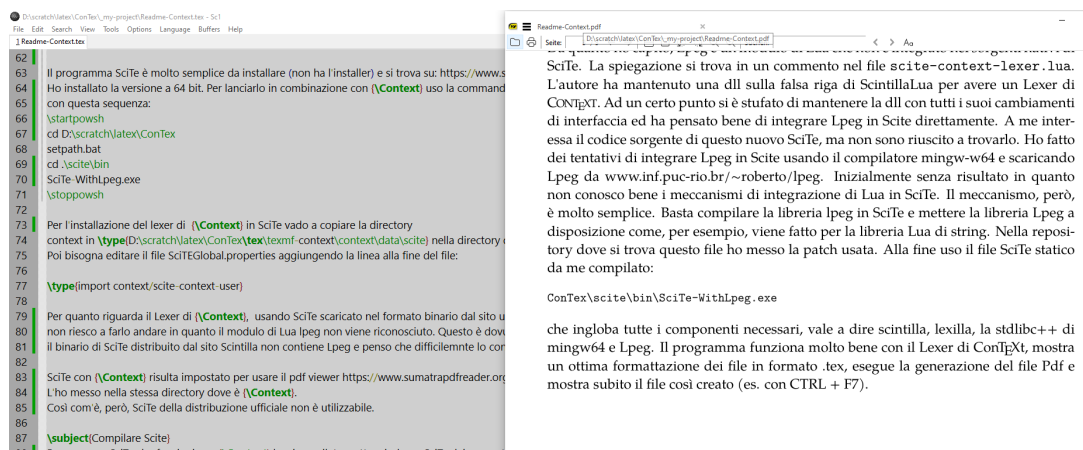 D:\scratch\latex\ConTex\_my-project\Readme-Context.tex - Sc1
File Edit Search View Tools Options Language Buffers Help
1 Readme-Context.tex
62
63 Il programma SciTe è molto semplice da installare (non ha l'installer) e si trova su: https://www.s
64 Ho installato la versione a 64 bit. Per lanciarlo in combinazione con {\Context} uso la command
65 con questa sequenza:
66 \startpowsh
67 cd D:\scratch\latex\ConTex
68 setpath.bat
69 cd .\scite\bin
70 SciTe-WithLpeg.exe
71 \stoppowsh
72
73 Per l'installazione del lexer di {\Context} in SciTe vado a copiare la directory
74 context in \type{D:\scratch\latex\ConTex\tex\texmf-context\context\data\scite} nella directory
75 Poi bisogna editare il file SciTEGlobal.properties aggiungendo la linea alla fine del file:
76
77 \type{import context/scite-context-user}
78
79 Per quanto riguarda il Lexer di {\Context}, usando SciTe scaricato nel formato binario dal sito u
80 non riesco a farlo andare in quanto il modulo di Lua lpeg non viene riconosciuto. Questo è dovu
81 il binario di SciTe distribuito dal sito Scintilla non contiene Lpeg e penso che difficilemnte lo con
82
83 SciTe con {\Context} risulta impostato per usare il pdf viewer https://www.sumatrapdfreader.org
84 L'ho messo nella stessa directory dove è {\Context}.
85 Così com'è, però, SciTe della distribuzione ufficiale non è utilizzabile.
86
87 \subject{Compilare Scite}
Readme-Context.pdf
Seite:
D:\scratch\latex\ConTex\_my-project\Readme-Context.pdf
SciTe. La spiegazione si trova in un commento nel file scite-context-lexer.lua.
L'autore ha mantenuto una dll sulla falsa riga di ScintillaLua per avere un Lexer di
CONTEXT. Ad un certo punto si è stufato di mantenere la dll con tutti i suoi cambiamenti
di interfaccia ed ha pensato bene di integrare Lpeg in Scite direttamente. A me inter-
essa il codice sorgente di questo nuovo SciTe, ma non sono riuscito a trovarlo. Ho fatto
dei tentativi di integrare Lpeg in Scite usando il compilatore mingw-w64 e scaricando
Lpeg da www.inf.puc-rio.br/~roberto/lpeg. Inizialmente senza risultato in quanto
non conosco bene i meccanismi di integrazione di Lua in SciTe. Il meccanismo, però,
è molto semplice. Basta compilare la libreria lpeg in SciTe e mettere la libreria Lpeg a
disposizione come, per esempio, viene fatto per la libreria Lua di string. Nella reposi-
tory dove si trova questo file ho messo la patch usata. Alla fine uso il file SciTe statico
da me compilato:
ConTex\scite\bin\SciTe-WithLpeg.exe
che ingloba tutte i componenti necessari, vale a dire scintilla, lexilla, la stdlibc++ di
mingw64 e Lpeg. Il programma funziona molto bene con il Lexer di ConTEXt, mostra
un ottima formattazione dei file in formato .tex, esegue la generazione del file Pdf e
mostra subito il file così creato (es. con CTRL + F7).